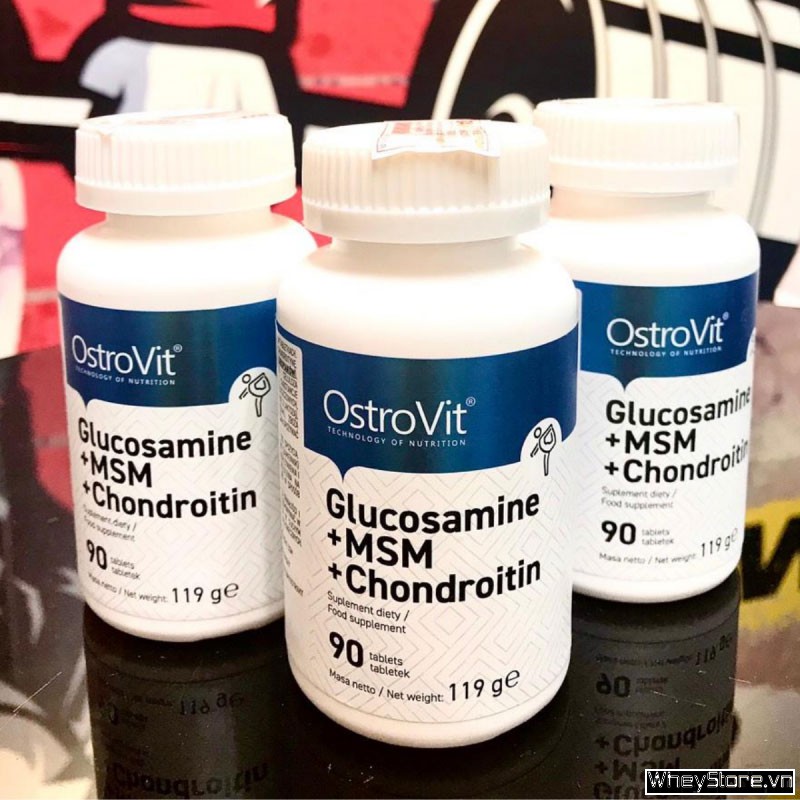 OstroVit®
TECHNOLOGY OF NUTRITION
Glucosamine
+MSM
+Chondroitin
Suplement diety /
Food supplement
90 tablets
tabletek
Masa netto / Net weight: 119 g℮
OstroVit®
TECHNOLOGY OF NUTRITION
Glucosamine
+MSM
+Chondroitin
Suplement diety /
Food supplement
90 tablets
tabletek
Masa netto / Net weight: 119 g℮
OstroVit®
TECHNOLOGY OF NUTRITION
Glucosamine
+MSM
+Chondroitin
Suplement diety /
Food supplement
90 tablets
tabletek
Masa netto / Net weight: 119 g℮
WheyStore.vn